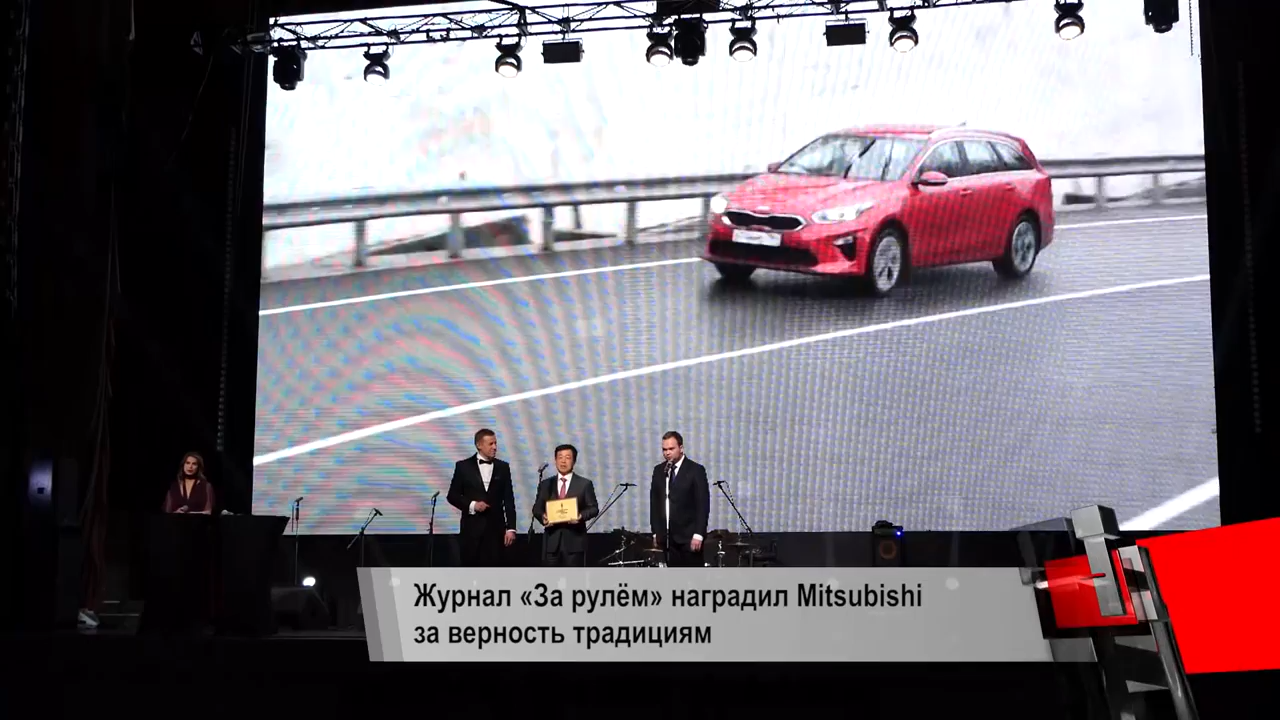 Журнал «За рулём» наградил Mitsubishi
за верность традициям